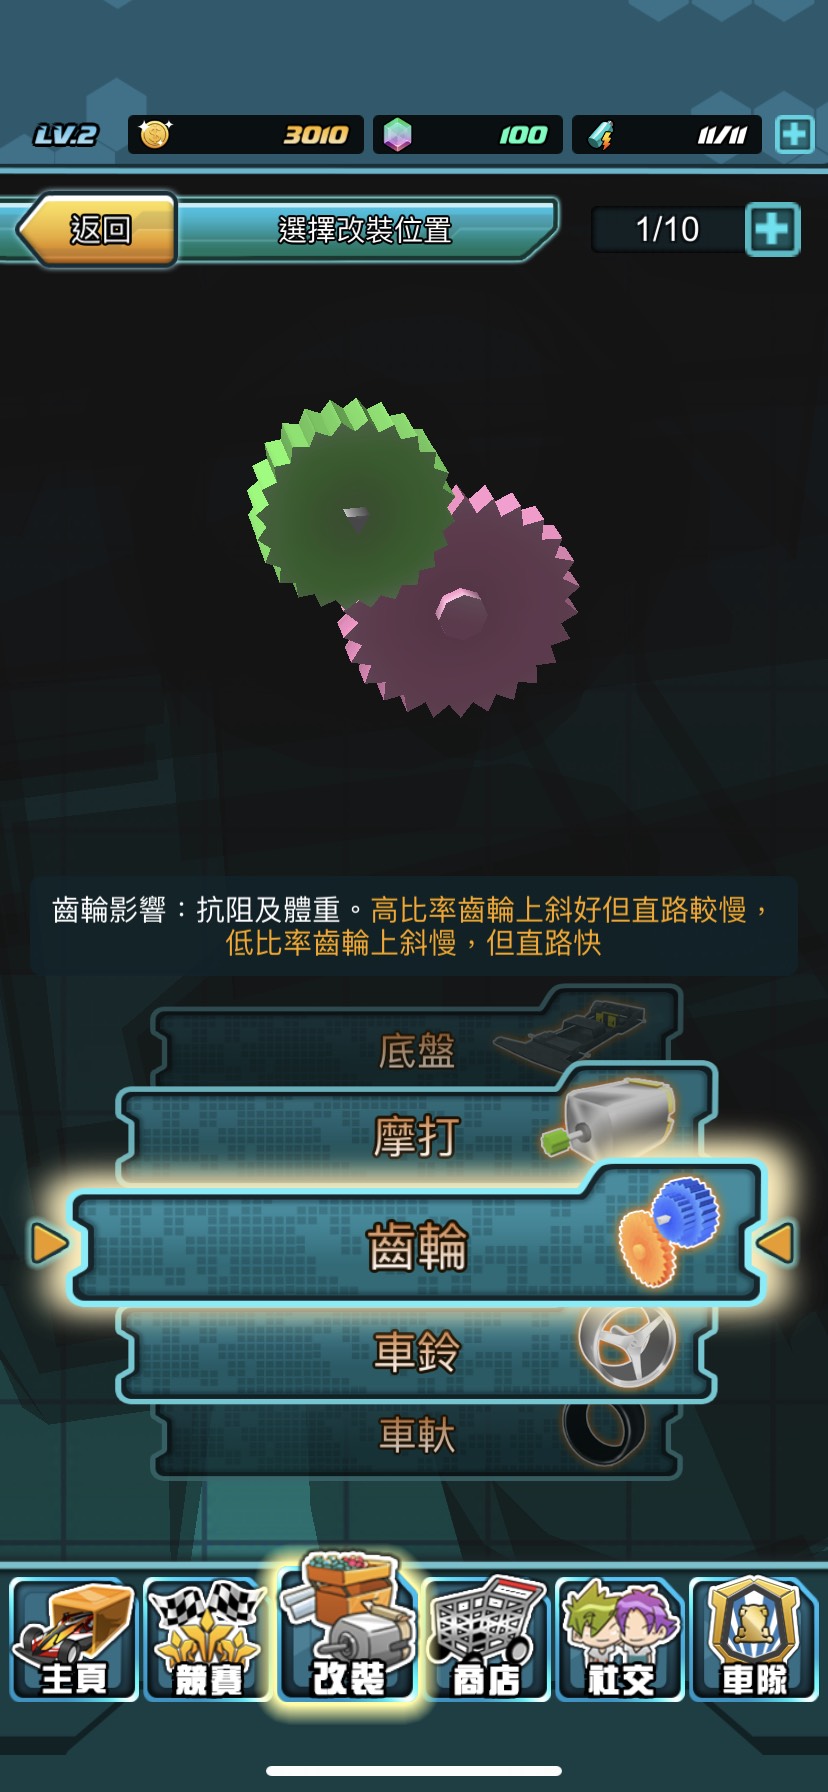 LV.2
3010
100
11/11
返回
選擇改裝位置
1/10
齒輪影響：抗阻及體重。高比率齒輪上斜好但直路較慢，
低比率齒輪上斜慢，但直路快
底盤
摩打
齒輪
車鈴
車軚
主頁
競賽
改裝
商店
社交
車隊